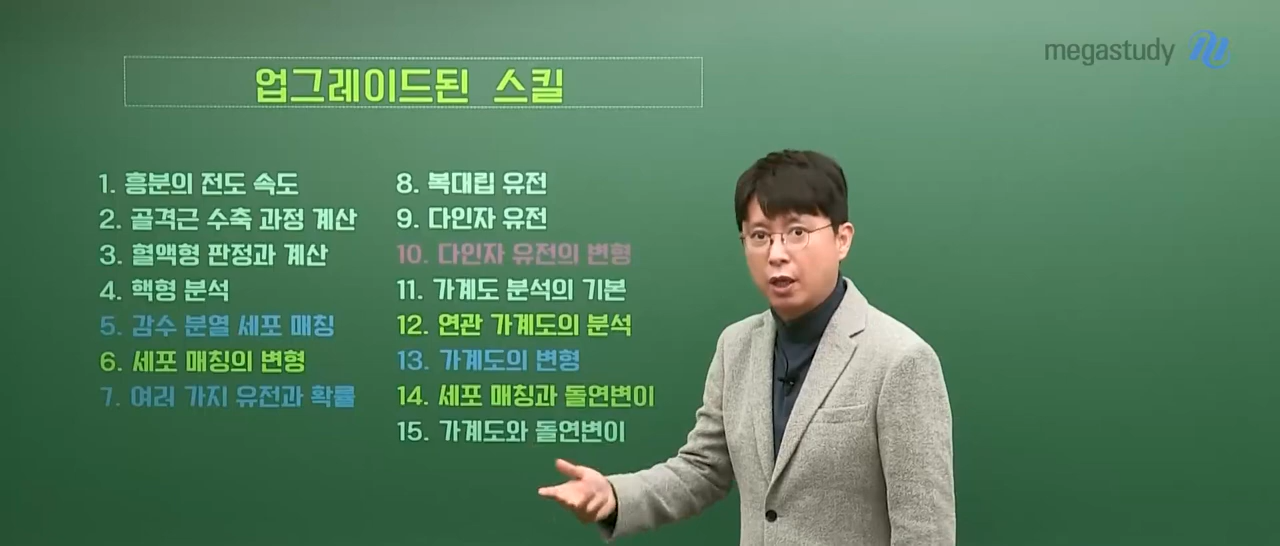 megastudy
업그레이드된 스킬
1. 흥분의 전도 속도
2. 골격근 수축 과정 계산
3. 혈액형 판정과 계산
4. 핵형 분석
5. 감수 분열 세포 매칭
6. 세포 매칭의 변형
7. 여러 가지 유전과 확률
8. 복대립 유전
9. 다인자 유전
10. 다인자 유전의 변형
11. 가계도 분석의 기본
12. 연관 가계도의 분석
13. 가계도의 변형
14. 세포 매칭과 돌연변이
15. 가계도와 돌연변이